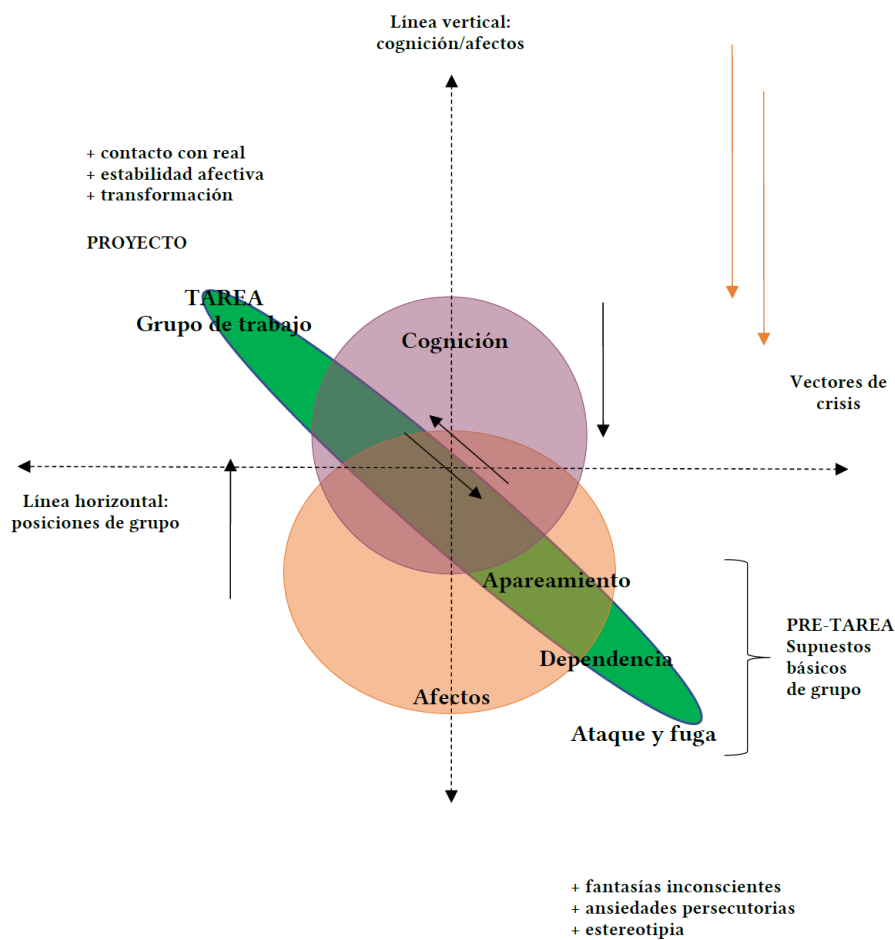 Línea vertical:
cognición/afectos
+ contacto con real
+ estabilidad afectiva
+ transformación
PROYECTO
TAREA
Grupo de trabajo
Cognición
Vectores de
crisis
Línea horizontal:
posiciones de grupo
Apareamiento
Dependencia
Afectos
Ataque y fuga
PRE-TAREA
Supuestos
básicos
de grupo
+ fantasías inconscientes
+ ansiedades persecutorias
+ estereotipia